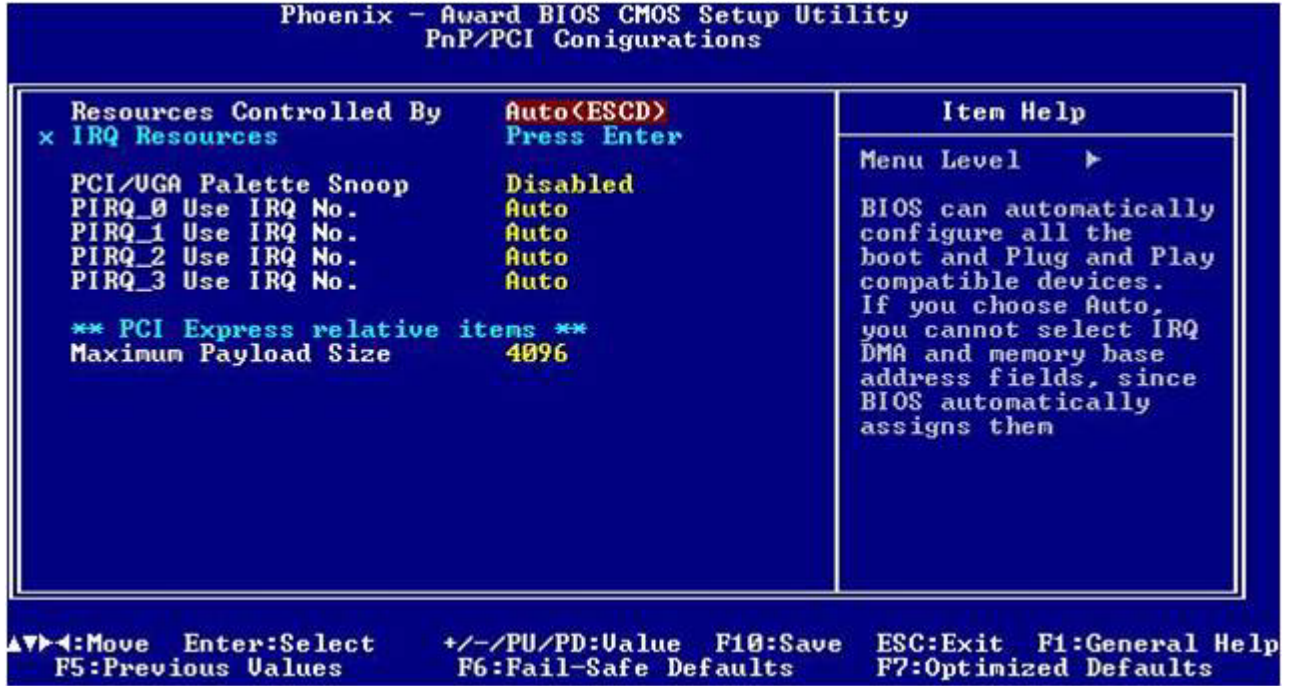 Phoenix - Award BIOS CMOS Setup Utility
PnP/PCI Conigurations
Resources Controlled By Auto(ESCD)
x IRQ Resources Press Enter
PCI/VGA Palette Snoop Disabled
PIRQ_0 Use IRQ No. Auto
PIRQ_1 Use IRQ No. Auto
PIRQ_2 Use IRQ No. Auto
PIRQ_3 Use IRQ No. Auto
** PCI Express relative items **
Maximum Payload Size 4096
Item Help
Menu Level ►
BIOS can automatically
configure all the
boot and Plug and Play
compatible devices.
If you choose Auto,
you cannot select IRQ
DMA and memory base
address fields, since
BIOS automatically
assigns them
▲▼►◄:Move Enter:Select +/-/PU/PD:Value F10:Save ESC:Exit F1:General Help
F5:Previous Values F6:Fail-Safe Defaults F7:Optimized Defaults